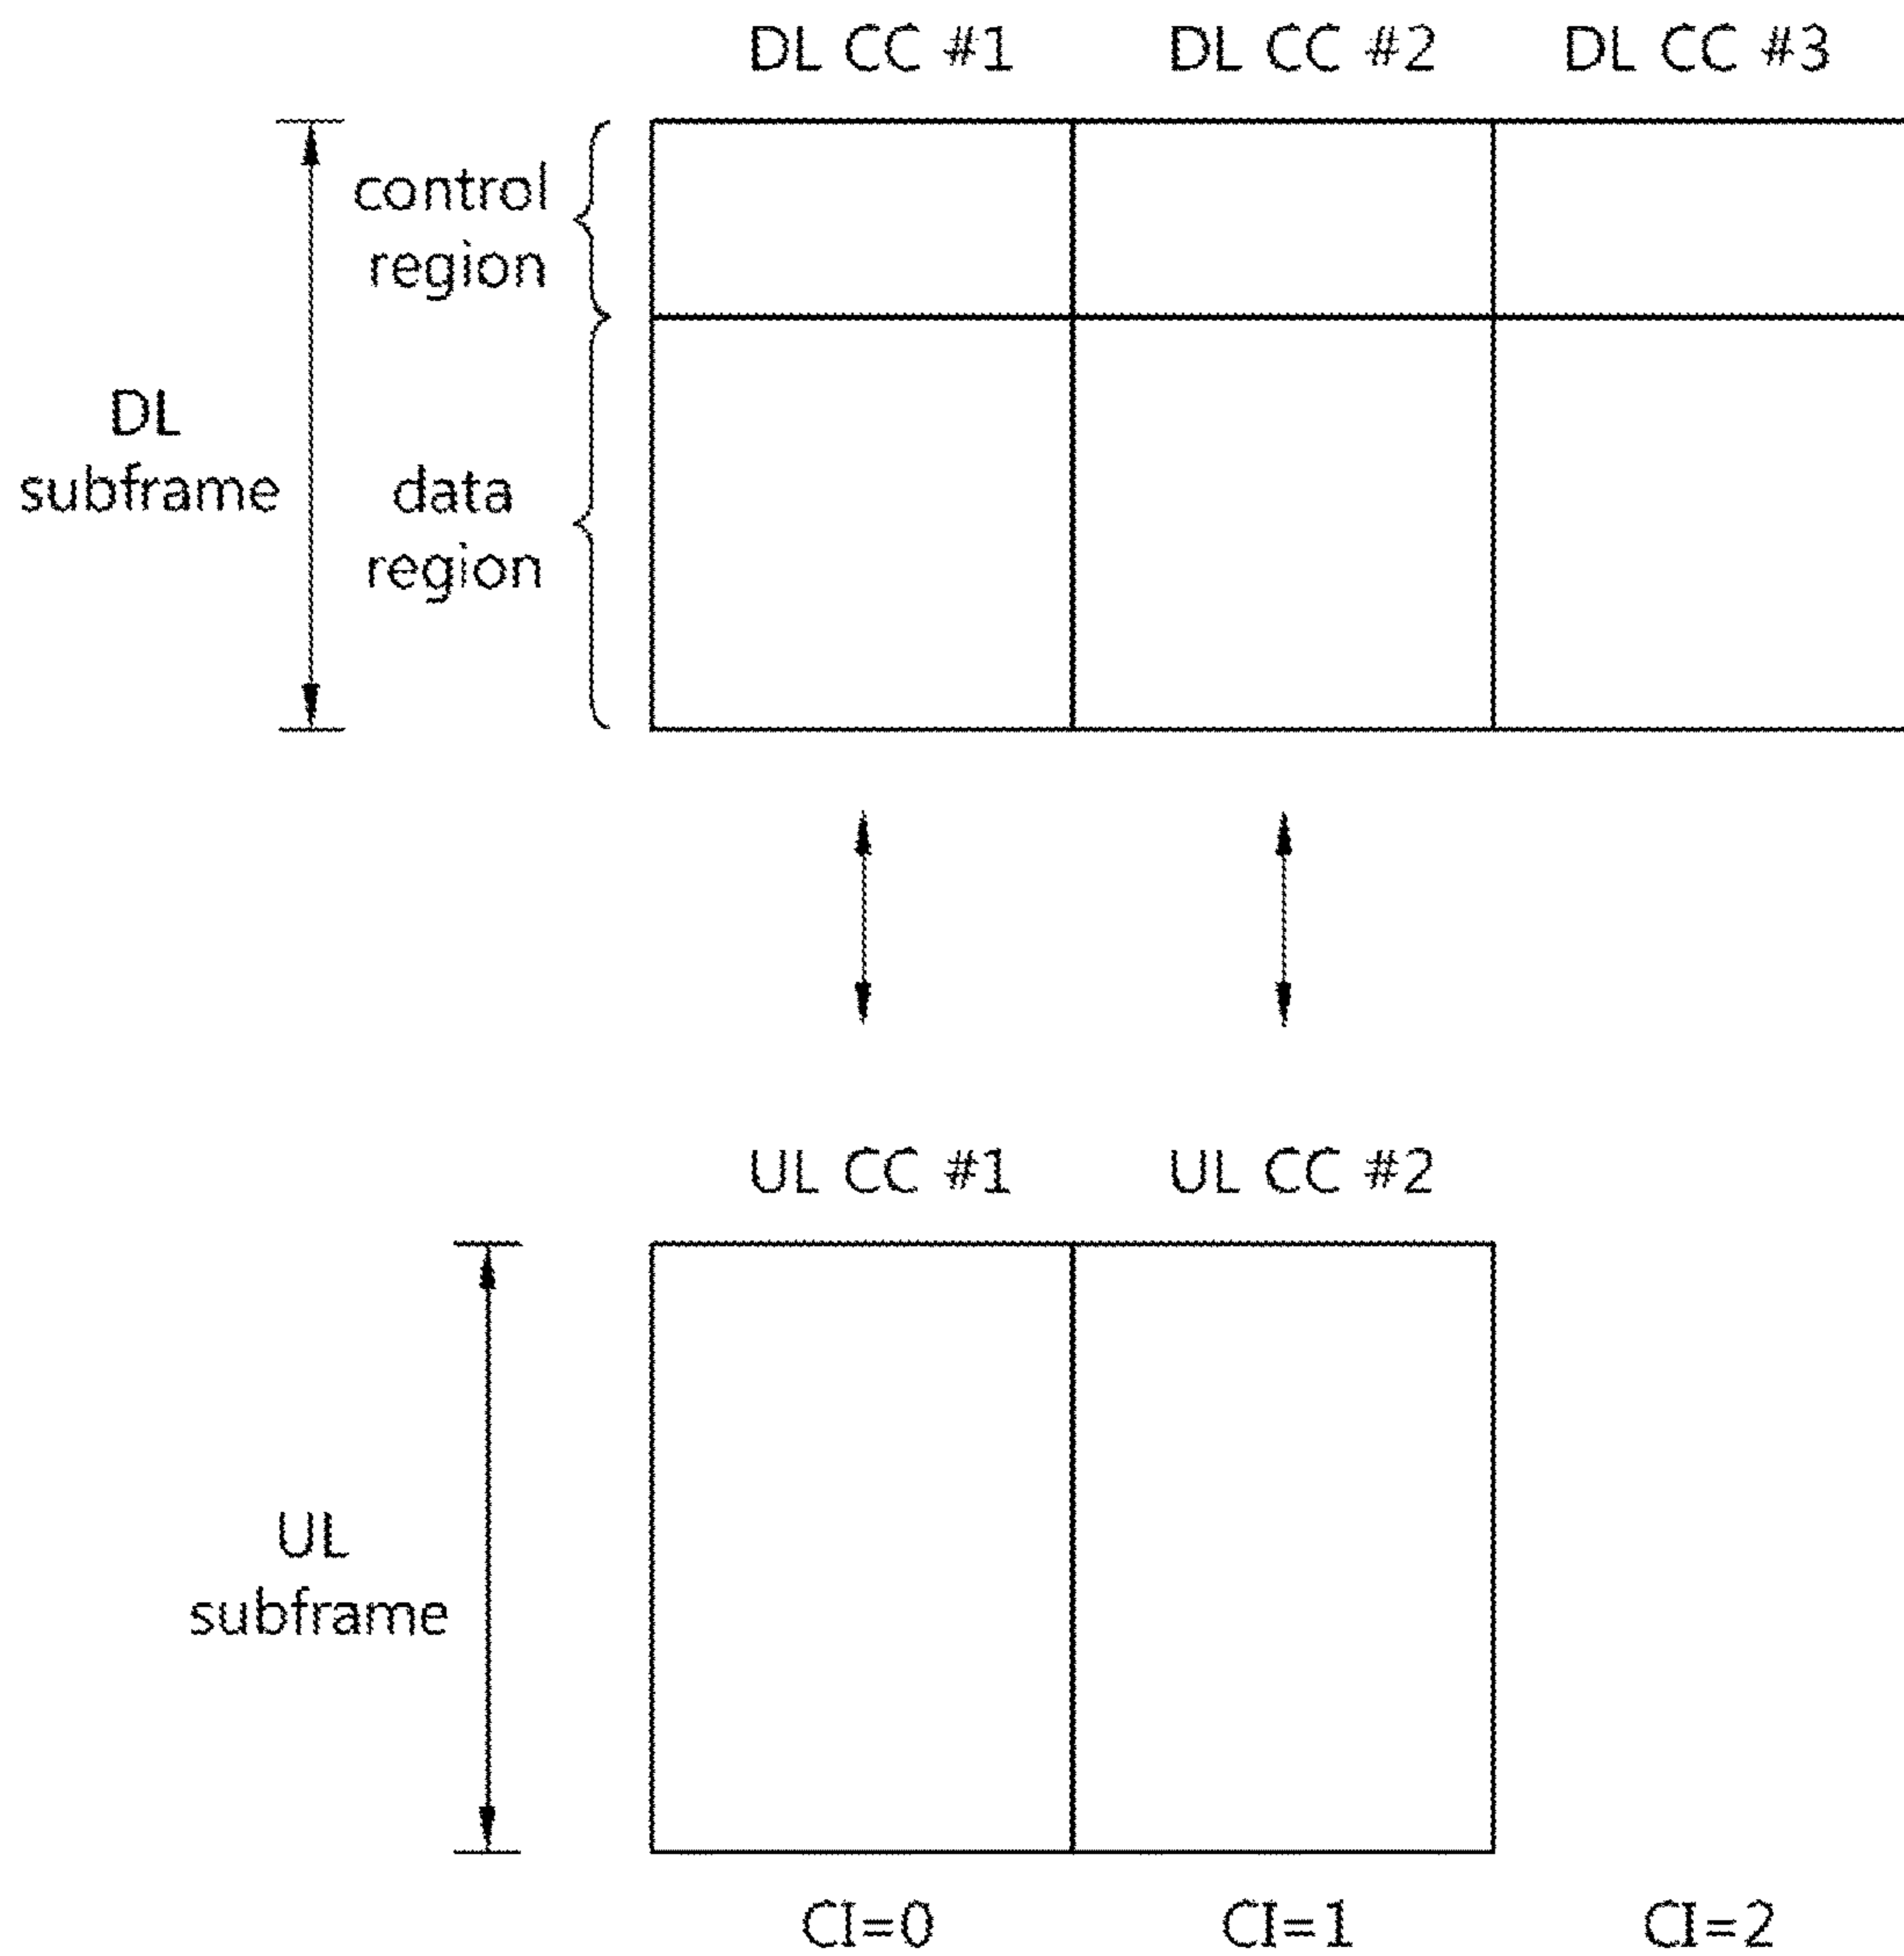 DL CC #1 DL CC #2 DL CC #3
control
region
DL
subframe
data
region
UL CC #1 UL CC #2
UL
subframe
CI=0 CI=1 CI=2